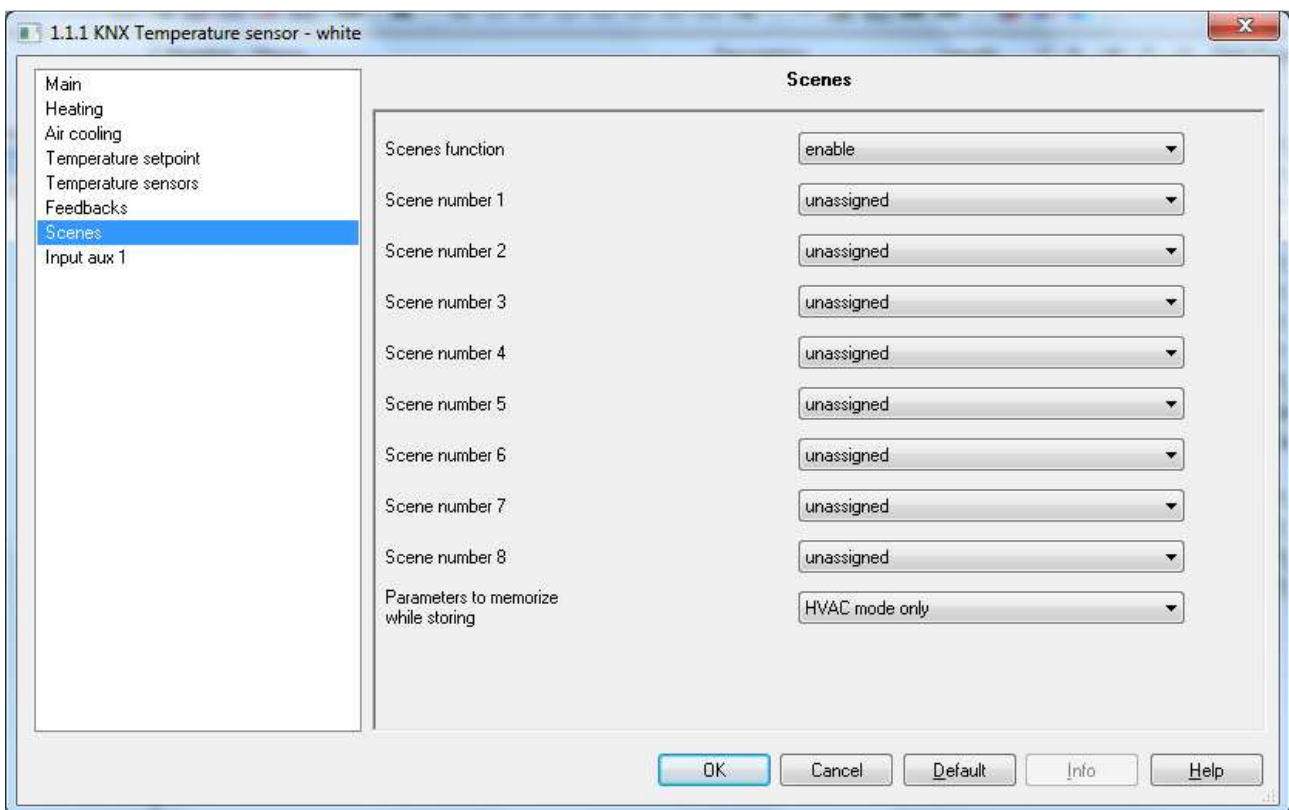 1.1.1 KNX Temperature sensor - white
Main
Heating
Air cooling
Temperature setpoint
Temperature sensors
Feedbacks
Scenes
Input aux 1
Scenes
Scenes function enable
Scene number 1 unassigned
Scene number 2 unassigned
Scene number 3 unassigned
Scene number 4 unassigned
Scene number 5 unassigned
Scene number 6 unassigned
Scene number 7 unassigned
Scene number 8 unassigned
Parameters to memorize
while storing HVAC mode only
OK Cancel Default Info Help